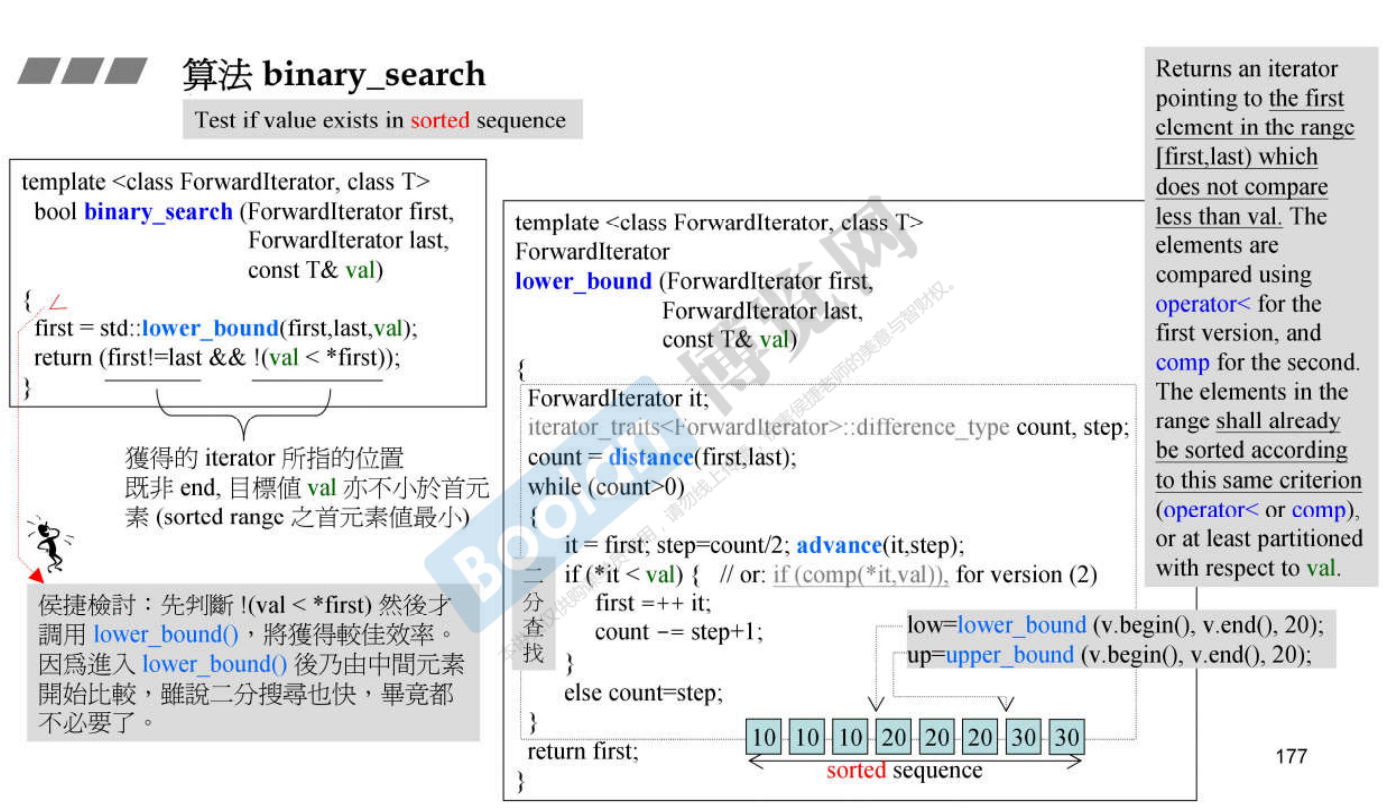 算法 binary_search
Test if value exists in sorted sequence
template <class ForwardIterator, class T>
bool binary_search (ForwardIterator first,
ForwardIterator last,
const T& val)
{
first = std::lower_bound(first,last,val);
return (first!=last && !(val < *first));
}
獲得的 iterator 所指的位置
既非 end, 目標值 val 亦不小於首元
素 (sorted range 之首元素值最小)
侯捷檢討：先判斷 !(val < *first) 然後才
調用 lower_bound()，將獲得較佳效率。
因爲進入 lower_bound() 後乃由中間元素
開始比較，雖說二分搜尋也快，畢竟都
不必要了。
template <class ForwardIterator, class T>
ForwardIterator
lower_bound (ForwardIterator first,
ForwardIterator last,
const T& val)
{
ForwardIterator it;
iterator_traits<ForwardIterator>::difference_type count, step;
count = distance(first,last);
while (count>0)
{
it = first; step=count/2; advance(it,step);
if (*it < val) { // or: if (comp(*it,val)), for version (2)
first =++ it;
count -= step+1;
}
else count=step;
}
return first;
}
二
分
查
找
low=lower_bound (v.begin(), v.end(), 20);
up=upper_bound (v.begin(), v.end(), 20);
10 10 10 20 20 20 30 30
sorted sequence
Returns an iterator
pointing to the first
element in the range
[first,last) which
does not compare
less than val. The
elements are
compared using
operator< for the
first version, and
comp for the second.
The elements in the
range shall already
be sorted according
to this same criterion
(operator< or comp),
or at least partitioned
with respect to val.
177
Boolan 博览网